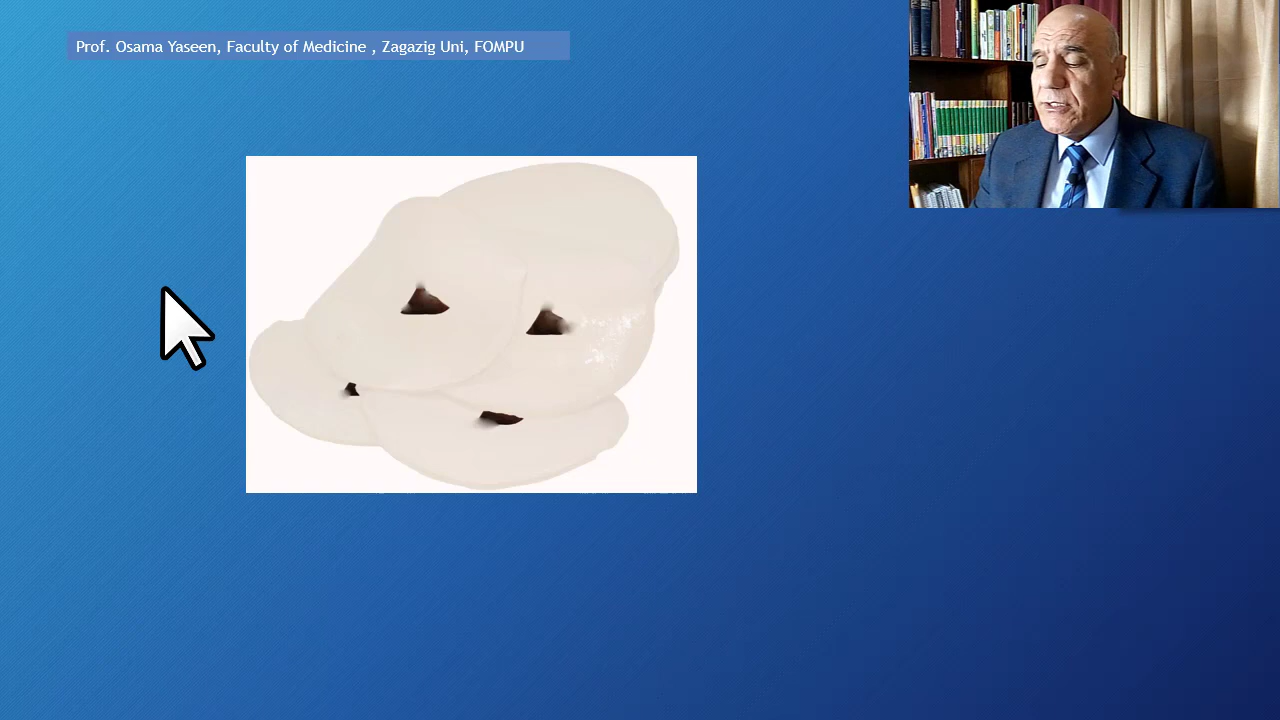 Prof. Osama Yaseen, Faculty of Medicine , Zagazig Uni, FOMPU